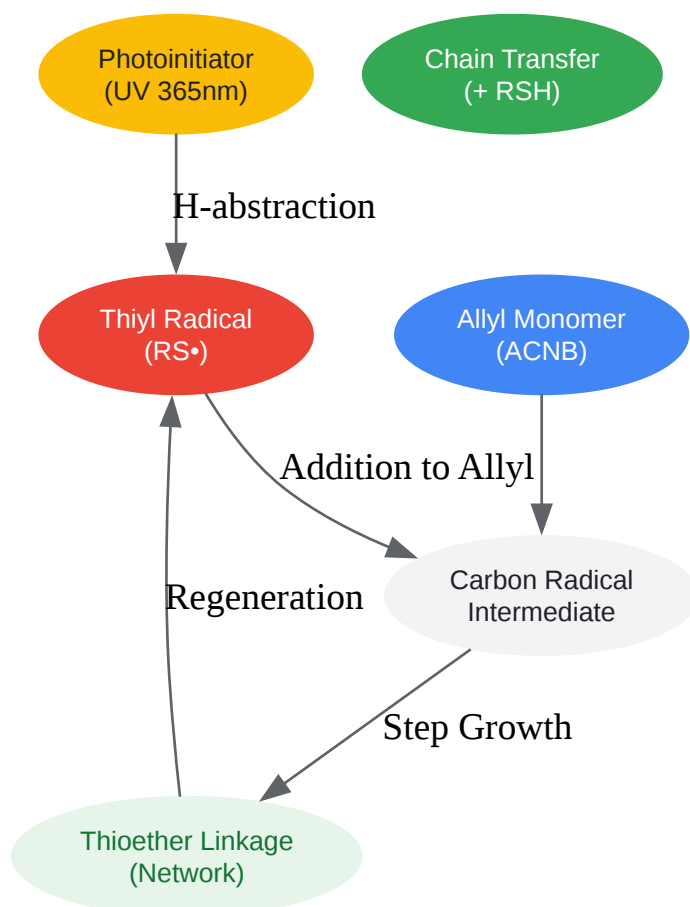 Photoinitiator
(UV 365nm)
Chain Transfer
(+ RSH)
H-abstraction
Thiyl Radical
(RS•)
Allyl Monomer
(ACNB)
Addition to Allyl
Carbon Radical
Intermediate
Regeneration
Step Growth
Thioether Linkage
(Network)